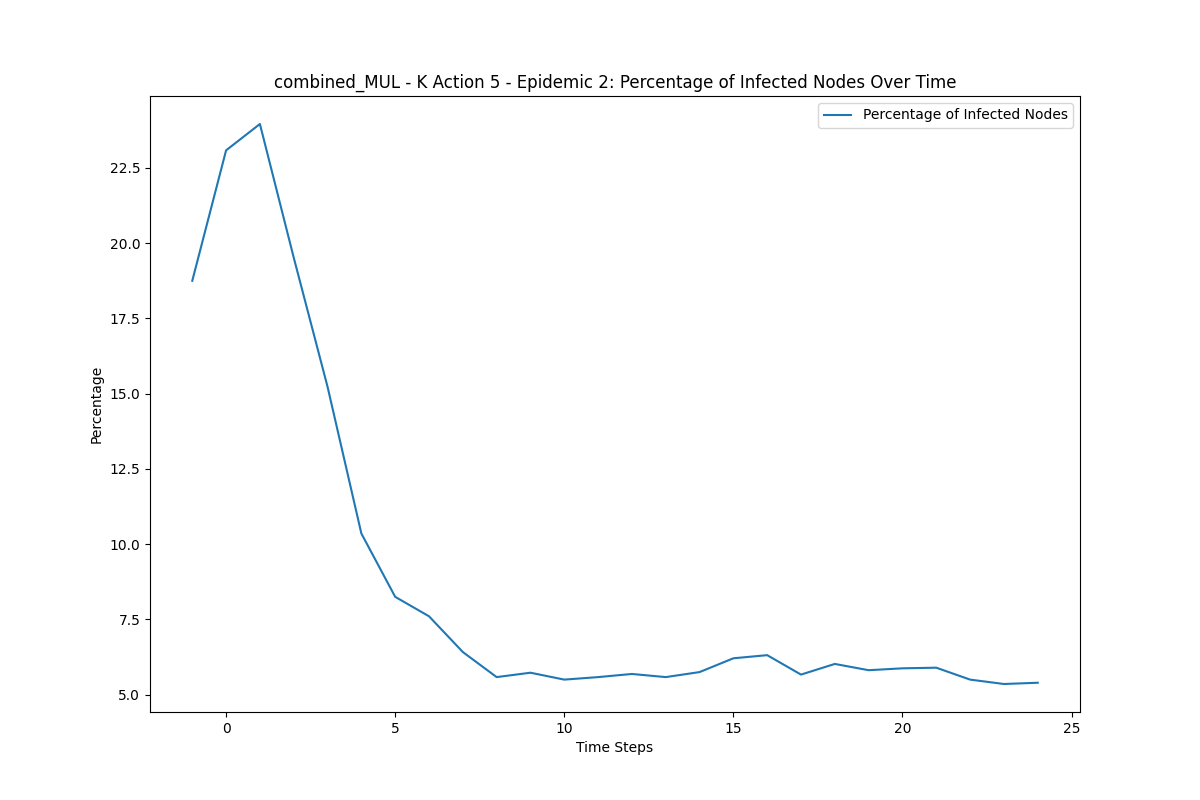 combined_MUL - K Action 5 - Epidemic 2: Percentage of Infected Nodes Over Time
Percentage of Infected Nodes
22.5
20.0
17.5
15.0
12.5
10.0
7.5
5.0
Percentage
0 5 10 15 20 25
Time Steps